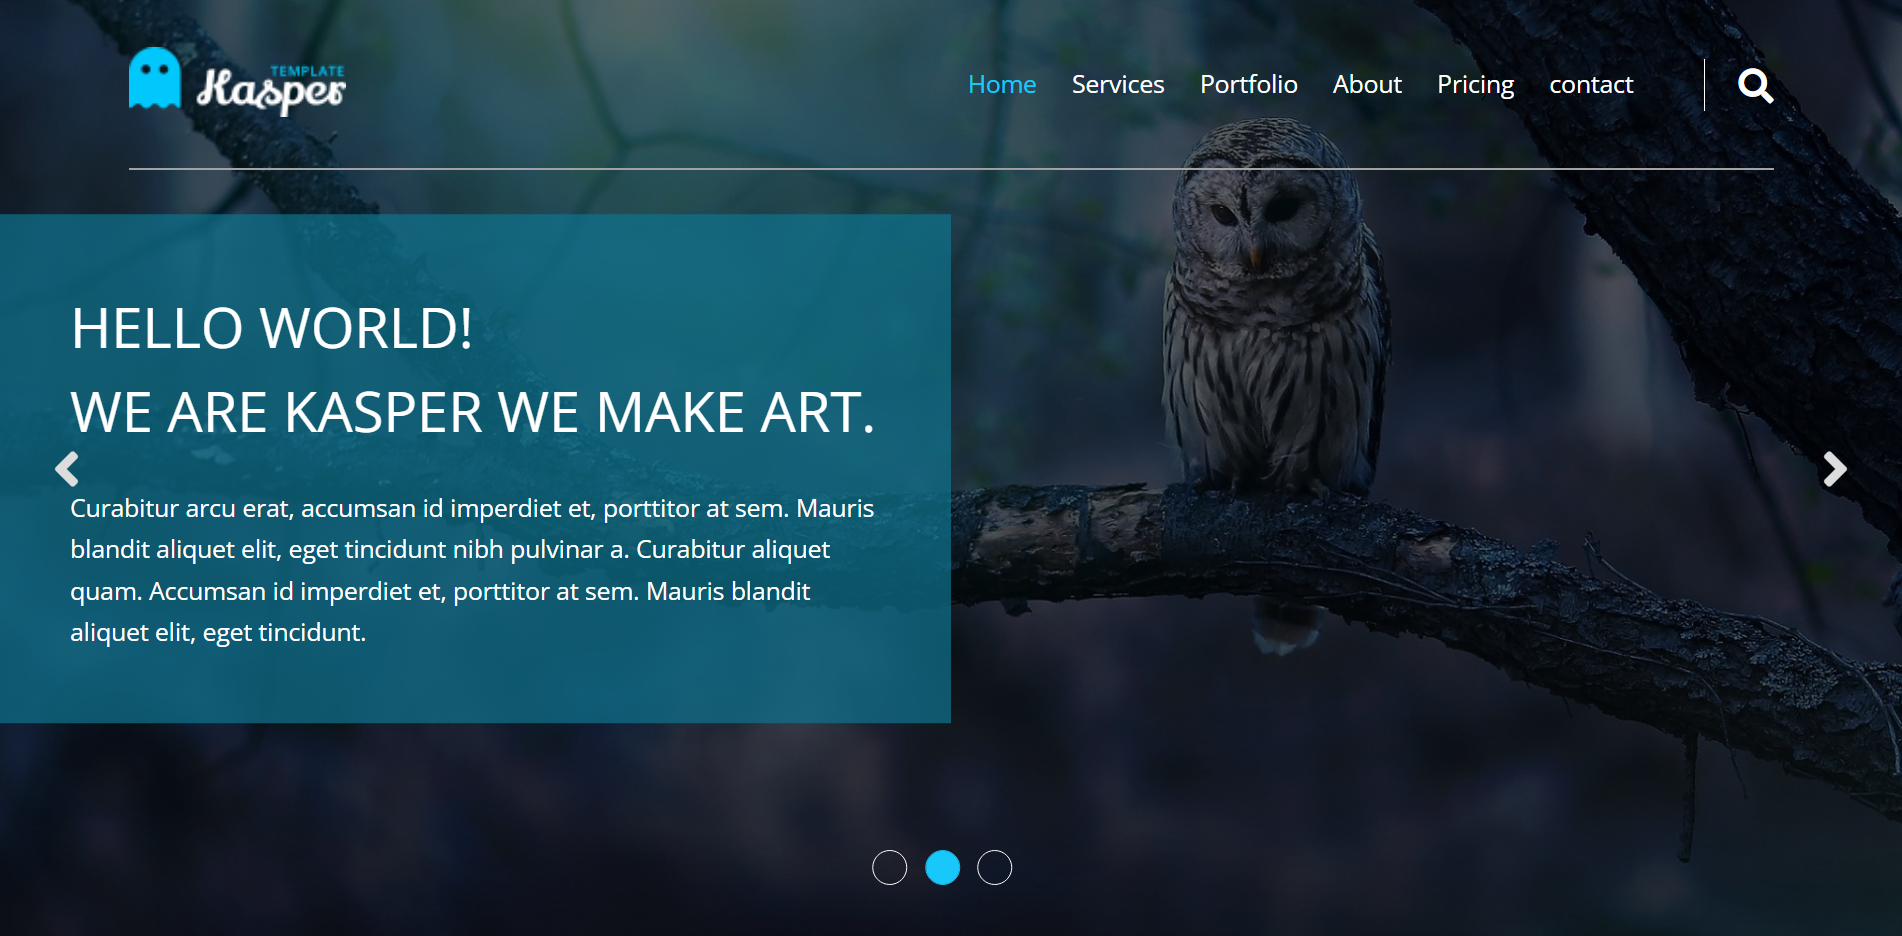 TEMPLATE
Kasper
Home Services Portfolio About Pricing contact
HELLO WORLD!
WE ARE KASPER WE MAKE ART.
Curabitur arcu erat, accumsan id imperdiet et, porttitor at sem. Mauris
blandit aliquet elit, eget tincidunt nibh pulvinar a. Curabitur aliquet
quam. Accumsan id imperdiet et, porttitor at sem. Mauris blandit
aliquet elit, eget tincidunt.